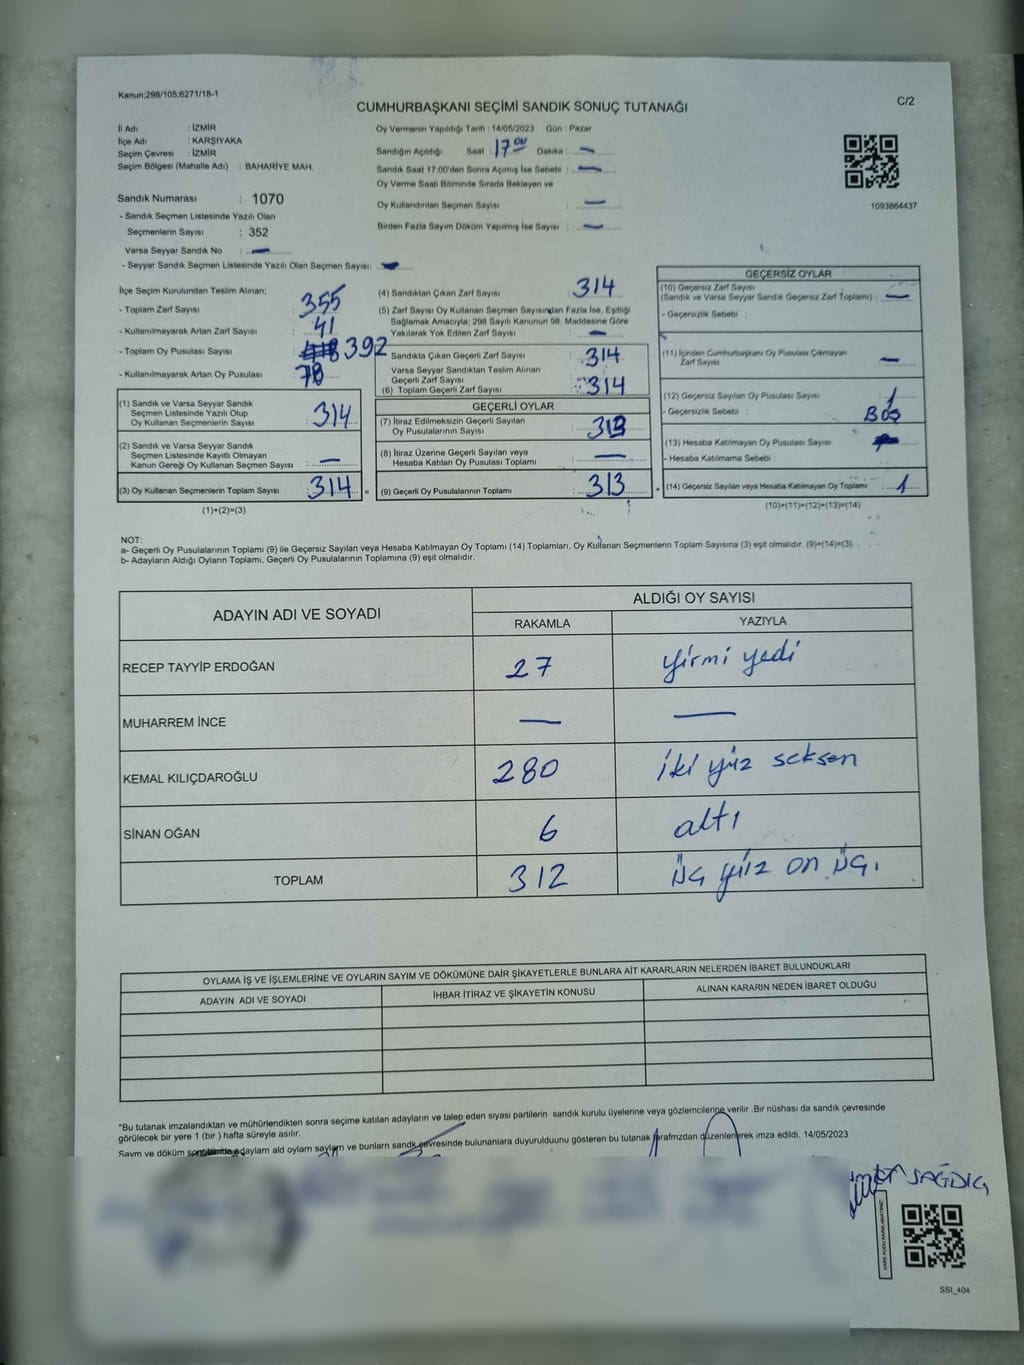 Kanun:298/105;6271/18-1
CUMHURBAŞKANI SEÇİMİ SANDIK SONUÇ TUTANAĞI
C/2
İl Adı : İZMİR
İlçe Adı : KARŞIYAKA
Seçim Çevresi : İZMİR
Seçim Bölgesi (Mahalle Adı) : BAHARİYE MAH.
Sandık Numarası : 1070
- Sandık Seçmen Listesinde Yazılı Olan
Seçmenlerin Sayısı : 352
Varsa Seyyar Sandık No : —
- Seyyar Sandık Seçmen Listesinde Yazılı Olan Seçmen Sayısı:
Oy Vermenin Yapıldığı Tarih : 14/05/2023 Gün : Pazar
Sandığın Açıldığı Saat : 17 00 Dakika : —
Sandık Saat 17:00'den Sonra Açımış İse Sebebi : —
Oy Verme Saati Bitiminde Sırada Bekleyen ve
Oy Kullandırılan Seçmen Sayısı : —
Birden Fazla Sayım Döküm Yapılmış İse Sayısı : —
1093864437
İlçe Seçim Kurulundan Teslim Alınan;
- Toplam Zarf Sayısı : 355
- Kullanılmayarak Artan Zarf Sayısı : 41
- Toplam Oy Pusulası Sayısı : 392
- Kullanılmayarak Artan Oy Pusulası : 78
(1) Sandık ve Varsa Seyyar Sandık
Seçmen Listesinde Yazılı Olup
Oy Kullanan Seçmenlerin Sayısı : 314
(2) Sandık ve Varsa Seyyar Sandık
Seçmen Listesinde Kayıtlı Olmayan
Kanun Gereği Oy Kullanan Seçmen Sayısı : —
(3) Oy Kullanan Seçmenlerin Toplam Sayısı : 314 =
(1)+(2)=(3)
(4) Sandıktan Çıkan Zarf Sayısı 314
(5) Zarf Sayısı Oy Kullanan Seçmen Sayısından Fazla İse, Eşitliği
Sağlamak Amacıyla; 298 Sayılı Kanunun 98. Maddesine Göre
Yakılarak Yok Edilen Zarf Sayısı : —
Sandıkta Çıkan Geçerli Zarf Sayısı : 314
Varsa Seyyar Sandıktan Teslim Alınan
Geçerli Zarf Sayısı
(6) Toplam Geçerli Zarf Sayısı : 314
GEÇERLİ OYLAR
(7) İtiraz Edilmeksizin Geçerli Sayılan
Oy Pusulalarının Sayısı : 313
(8) İtiraz Üzerine Geçerli Sayılan veya
Hesaba Katılan Oy Pusulası Toplamı : —
(9) Geçerli Oy Pusulalarının Toplamı : 313 +
GEÇERSİZ OYLAR
(10) Geçersiz Zarf Sayısı
(Sandık ve Varsa Seyyar Sandık Geçersiz Zarf Toplamı) : —
- Geçersizlik Sebebi :
(11) İçinden Cumhurbaşkanı Oy Pusulası Çıkmayan
Zarf Sayısı : —
(12) Geçersiz Sayılan Oy Pusulası Sayısı : 1
- Geçersizlik Sebebi : BOŞ
(13) Hesaba Katılmayan Oy Pusulası Sayısı
- Hesaba Katılmama Sebebi :
(14) Geçersiz Sayılan veya Hesaba Katılmayan Oy Toplamı : 1
(10)+(11)+(12)+(13)=(14)
NOT:
a- Geçerli Oy Pusulalarının Toplamı (9) ile Geçersiz Sayılan veya Hesaba Katılmayan Oy Toplamı (14) Toplamları, Oy Kullanan Seçmenlerin Toplam Sayısına (3) eşit olmalıdır. (9)+(14)=(3)
b- Adayların Aldığı Oyların Toplamı, Geçerli Oy Pusulalarının Toplamına (9) eşit olmalıdır.
ADAYIN ADI VE SOYADI ALDIĞI OY SAYISI
RAKAMLA YAZIYLA
RECEP TAYYİP ERDOĞAN 27 yirmi yedi
MUHARREM İNCE — —
KEMAL KILIÇDAROĞLU 280 iki yüz seksen
SİNAN OĞAN 6 altı
TOPLAM 312 üç yüz on üç.
OYLAMA İŞ VE İŞLEMLERİNE VE OYLARIN SAYIM VE DÖKÜMÜNE DAİR ŞİKAYETLERLE BUNLARA AİT KARARLARIN NELERDEN İBARET BULUNDUKLARI
ADAYIN ADI VE SOYADI İHBAR İTİRAZ VE ŞİKAYETİN KONUSU ALINAN KARARIN NEDEN İBARET OLDUĞU
*Bu tutanak imzalandıktan ve mühürlendikten sonra seçime katılan adayların ve talep eden siyasi partilerin sandık kurulu üyelerine veya gözlemcilerine verilir .Bir nüshası da sandık çevresinde
görülecek bir yere 1 (bir ) hafta süreyle asılır.
Sayım ve döküm adayların ald oyların sayların ve bunların sandk çevresinde bulunanlara duyurulduunu gösteren bu tutanak tarafmzdan düzenlenerek imza edildi. 14/05/2023
SAĞDIÇ
SSI_404